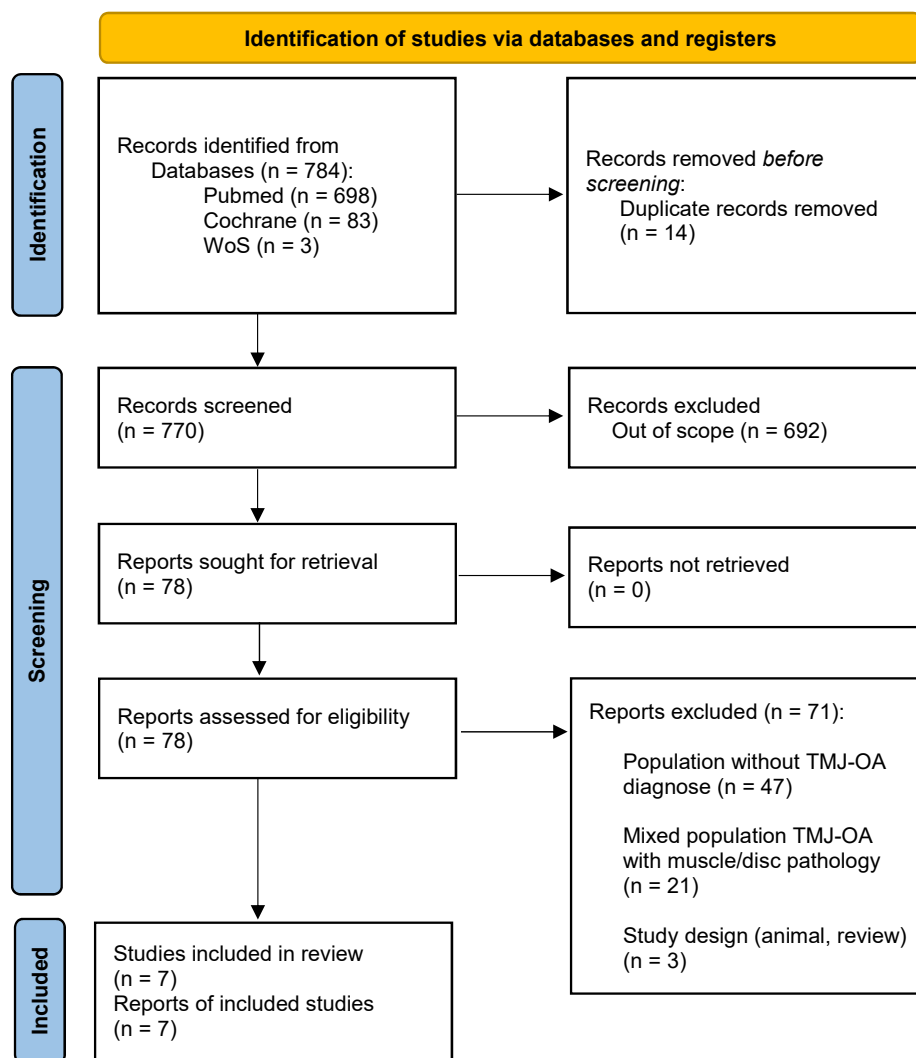 Identification of studies via databases and registers
Identification
Records identified from
Databases (n = 784):
Pubmed (n = 698)
Cochrane (n = 83)
WoS (n = 3)
Records removed before
screening:
Duplicate records removed
(n = 14)
Screening
Records screened
(n = 770)
Records excluded
Out of scope (n = 692)
Reports sought for retrieval
(n = 78)
Reports not retrieved
(n = 0)
Reports assessed for eligibility
(n = 78)
Reports excluded (n = 71):
Population without TMJ-OA
diagnose (n = 47)
Mixed population TMJ-OA
with muscle/disc pathology
(n = 21)
Study design (animal, review)
(n = 3)
Included
Studies included in review
(n = 7)
Reports of included studies
(n = 7)